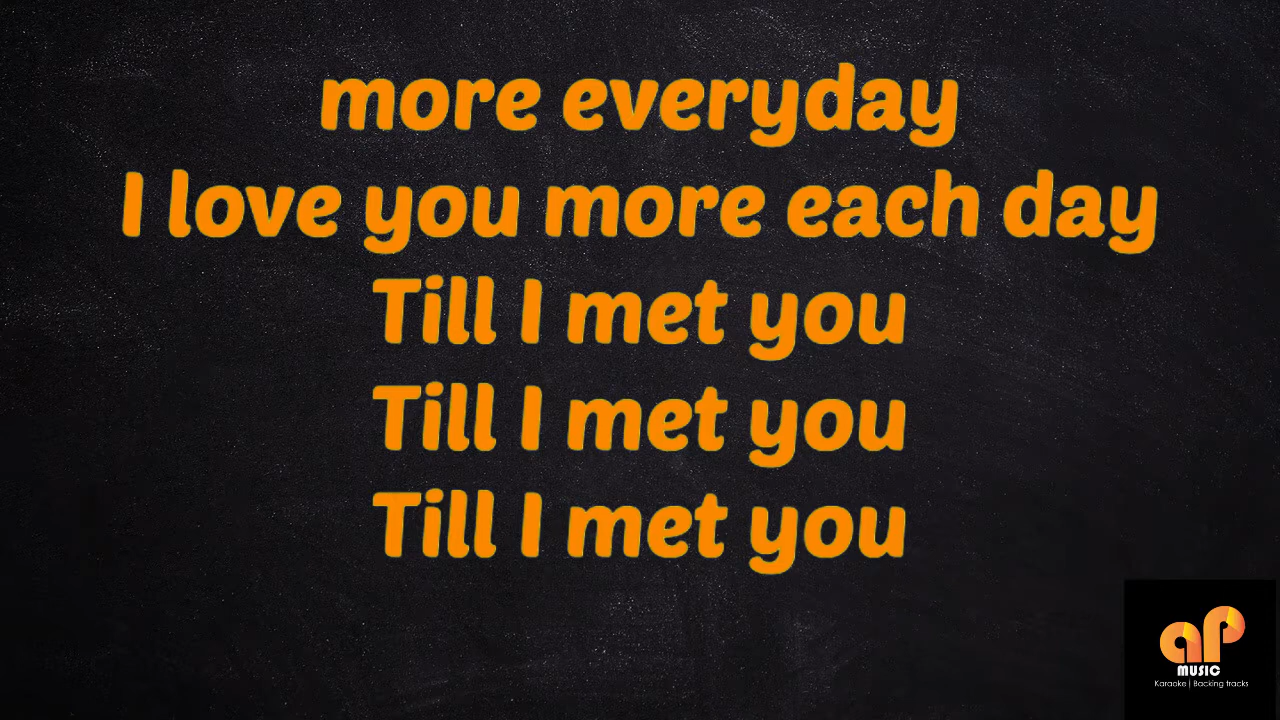 more everyday
I love you more each day
Till I met you
Till I met you
Till I met you
aP
MUSIC
Karaoke | Backing tracks